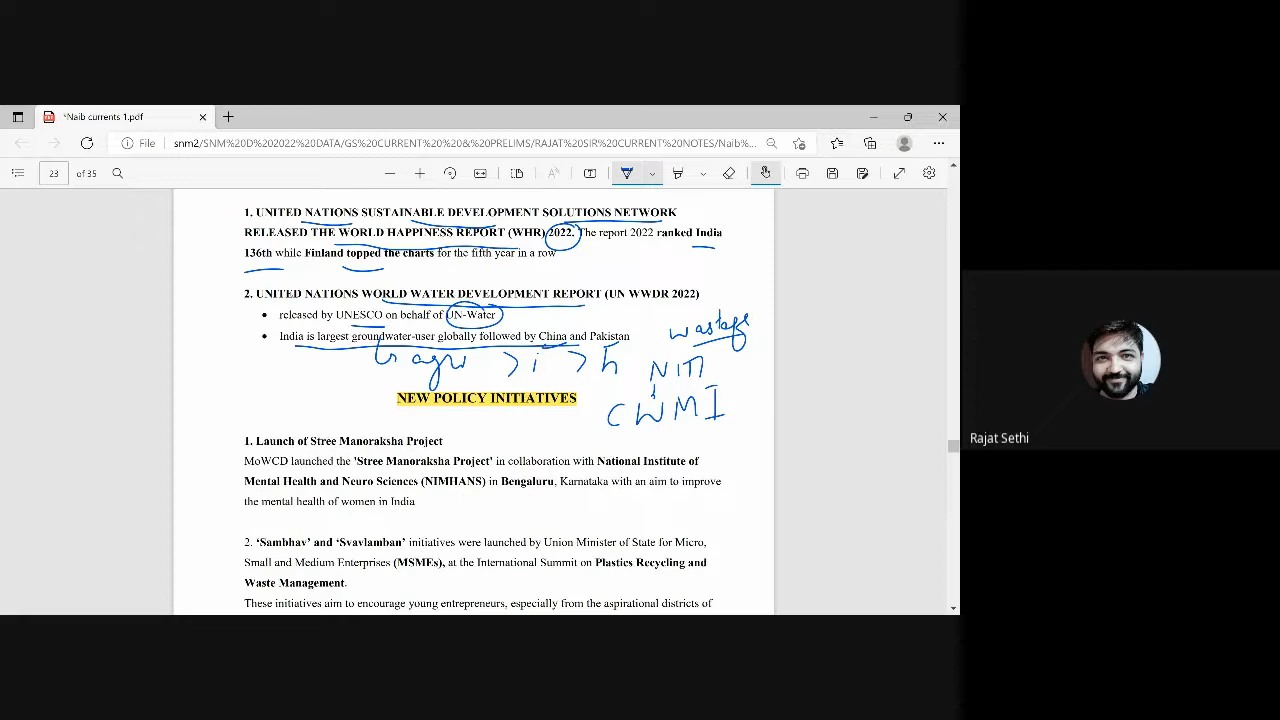 *Naib currents 1.pdf
File
snm2/SNM%20D%202022%20DATA/GS%20CURRENT%20%20&%20PRELIMS/RAJAT%20SIR%20CURRENT%20NOTES/Naib%...
23 of 35
1. UNITED NATIONS SUSTAINABLE DEVELOPMENT SOLUTIONS NETWORK
RELEASED THE WORLD HAPPINESS REPORT (WHR) 2022. The report 2022 ranked India
136th while Finland topped the charts for the fifth year in a row
2. UNITED NATIONS WORLD WATER DEVELOPMENT REPORT (UN WWDR 2022)
released by UNESCO on behalf of UN-Water
India is largest groundwater-user globally followed by China and Pakistan
wastage
agri > i > h
NITI
CWMI
NEW POLICY INITIATIVES
1. Launch of Stree Manoraksha Project
MoWCD launched the 'Stree Manoraksha Project' in collaboration with National Institute of
Mental Health and Neuro Sciences (NIMHANS) in Bengaluru, Karnataka with an aim to improve
the mental health of women in India
2. ‘Sambhav’ and ‘Svavlamban’ initiatives were launched by Union Minister of State for Micro,
Small and Medium Enterprises (MSMEs), at the International Summit on Plastics Recycling and
Waste Management.
These initiatives aim to encourage young entrepreneurs, especially from the aspirational districts of
Rajat Sethi